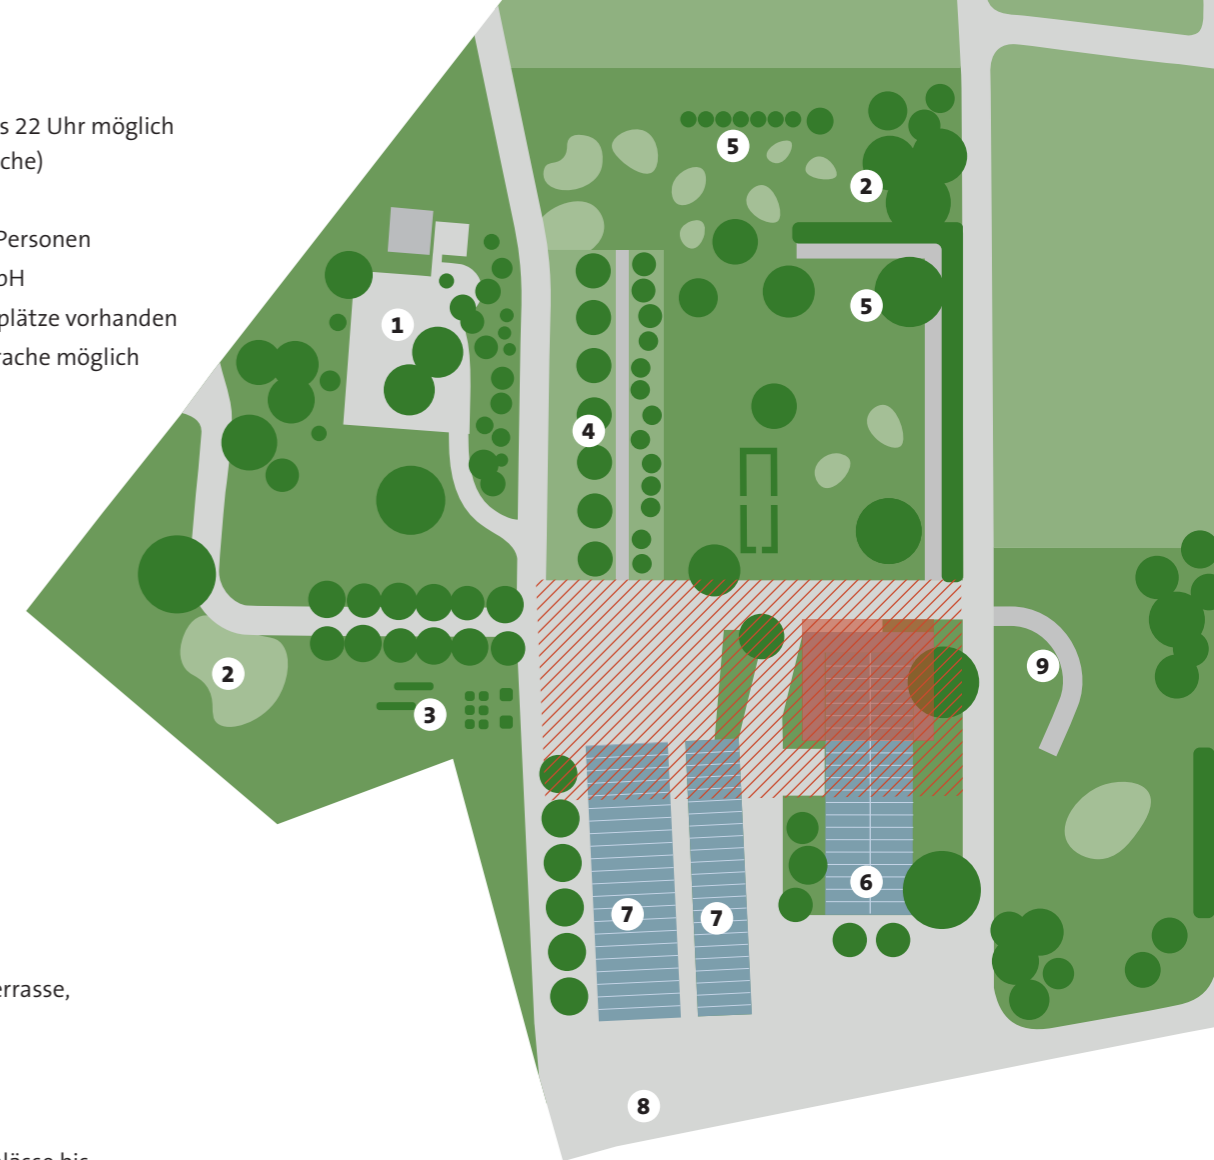 s 22 Uhr möglich
che)
Personen
bH
plätze vorhanden
rache möglich
5
2
5
1
4
2
3
9
6
7
7
errasse,
8